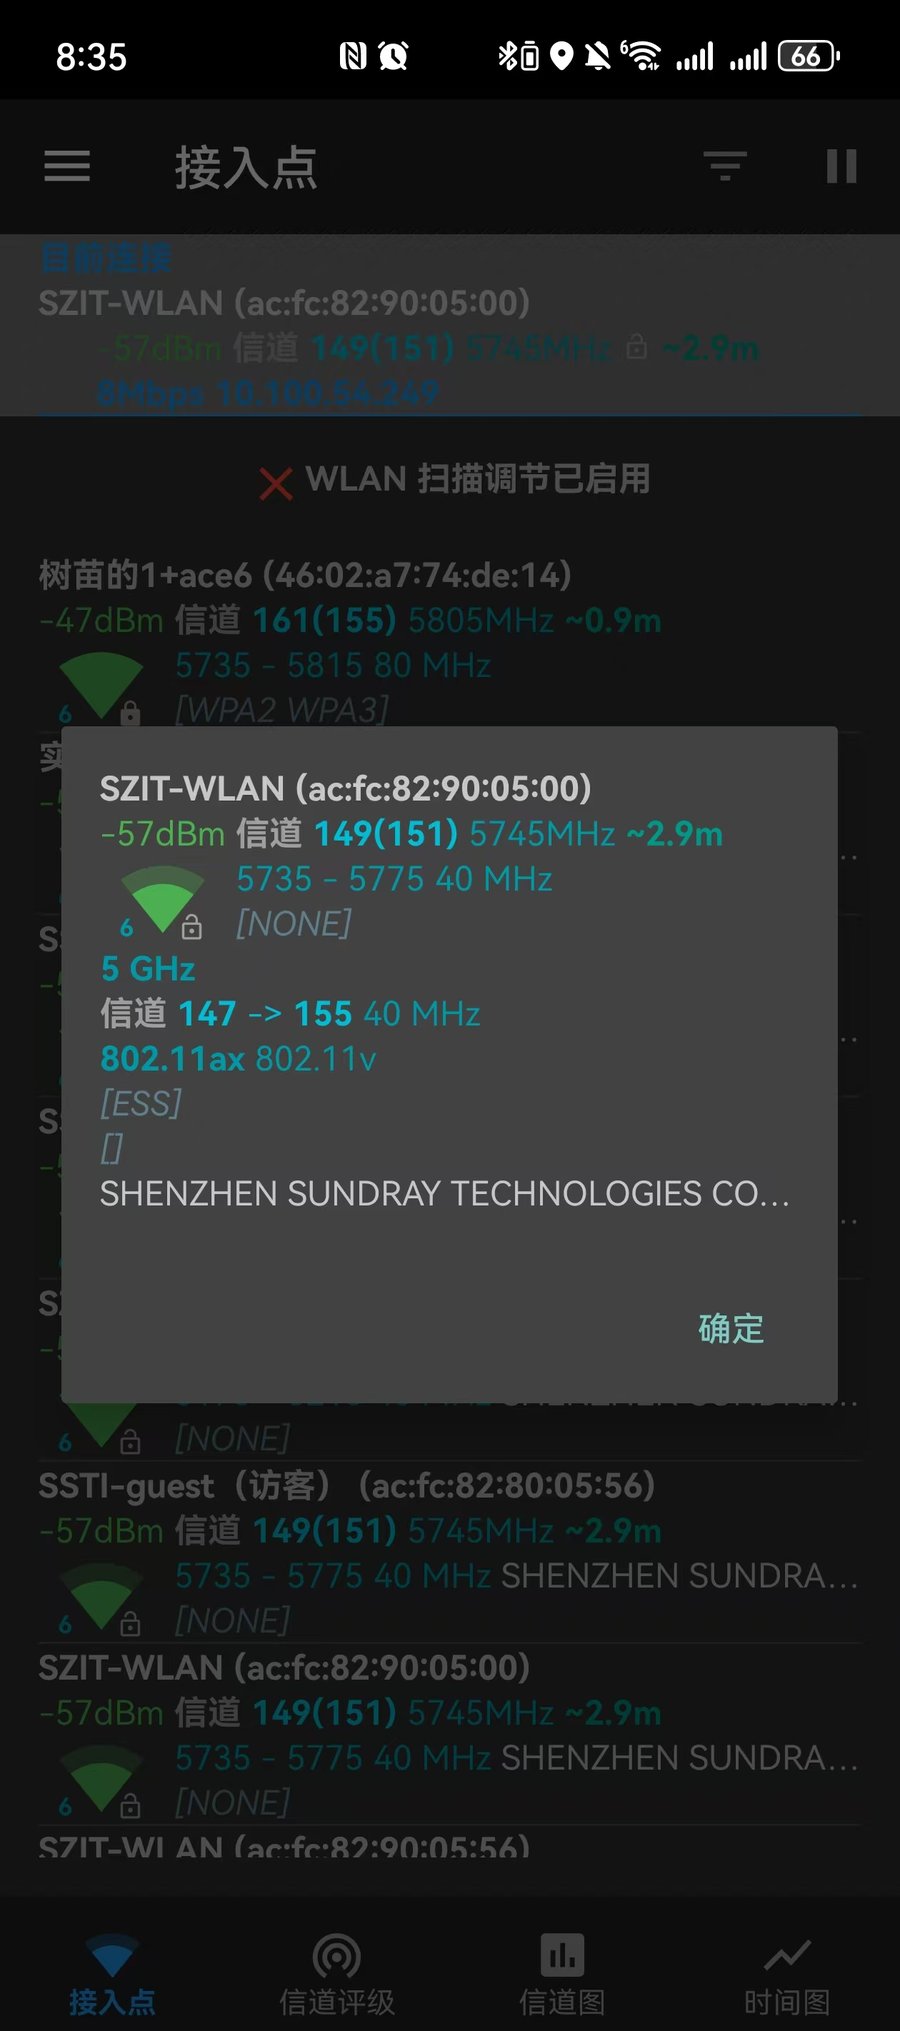 8:35
6
66
接入点
目前连接
SZIT-WLAN (ac:fc:82:90:05:00)
-57dBm 信道 149(151) 5745MHz ~2.9m
8Mbps 10.100.54.249
WLAN 扫描调节已启用
树苗的1+ace6 (46:02:a7:74:de:14)
-47dBm 信道 161(155) 5805MHz ~0.9m
5735 - 5815 80 MHz
6
[WPA2 WPA3]
SZIT-WLAN (ac:fc:82:90:05:00)
-57dBm 信道 149(151) 5745MHz ~2.9m
5735 - 5775 40 MHz
6
[NONE]
5 GHz
信道 147 -> 155 40 MHz
802.11ax 802.11v
[ESS]
[]
SHENZHEN SUNDRAY TECHNOLOGIES CO...
确定
6
[NONE]
SSTI-guest（访客） (ac:fc:82:80:05:56)
-57dBm 信道 149(151) 5745MHz ~2.9m
5735 - 5775 40 MHz SHENZHEN SUNDRA...
6
[NONE]
SZIT-WLAN (ac:fc:82:90:05:00)
-57dBm 信道 149(151) 5745MHz ~2.9m
5735 - 5775 40 MHz SHENZHEN SUNDRA...
6
[NONE]
SZIT-WLAN (ac:fc:82:90:05:56)
接入点
信道评级
信道图
时间图